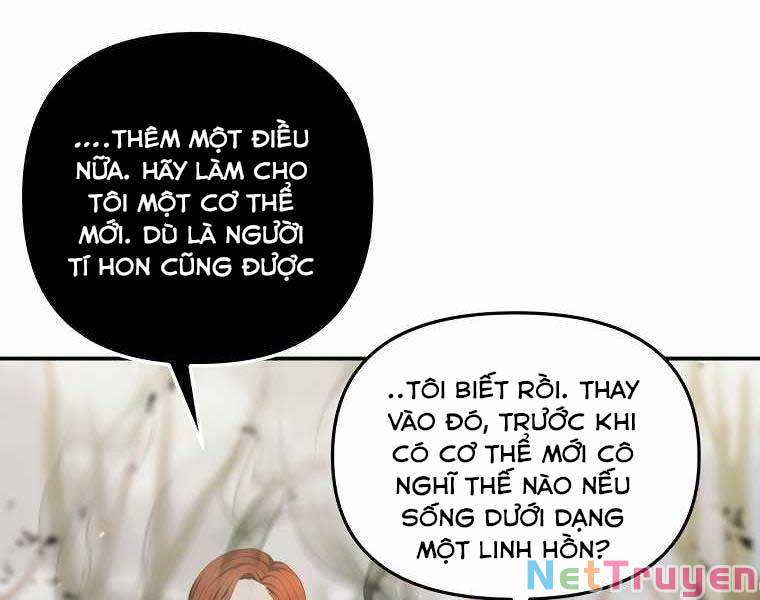 ....THÊM MỘT ĐIỀU
NỮA. HÃY LÀM CHO
TÔI MỘT CƠ THỂ
MỚI. DÙ LÀ NGƯỜI
TÍ HON CŨNG ĐƯỢC
..TÔI BIẾT RỒI. THAY
VÀO ĐÓ, TRƯỚC KHI
CÓ CƠ THỂ MỚI CÔ
NGHĨ THẾ NÀO NẾU
SỐNG DƯỚI DẠNG
MỘT LINH HỒN?
NetTruyen